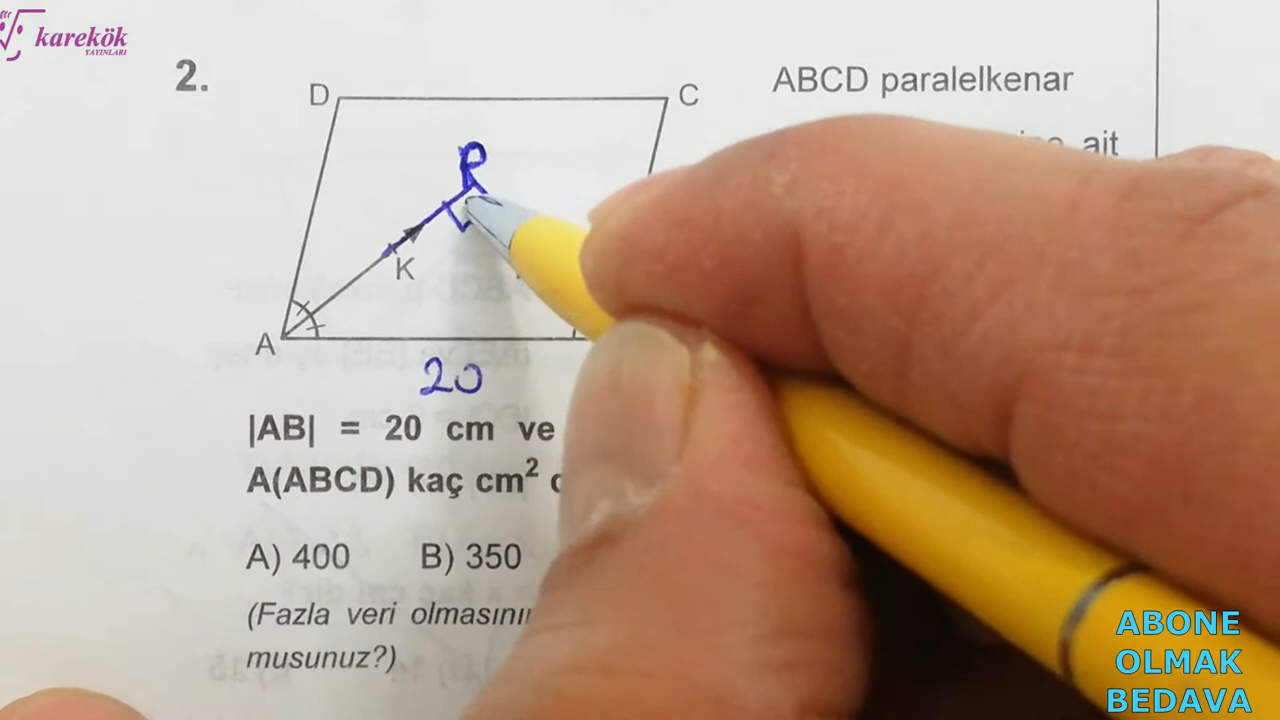 karekök
YAYINLARI
2.
D
C
ABCD paralelkenar
ait
P
K
A
20
|AB| = 20 cm ve
A(ABCD) kaç cm²
A) 400 B) 350
(Fazla veri
musunuz?)
ABONE
OLMAK
BEDAVA